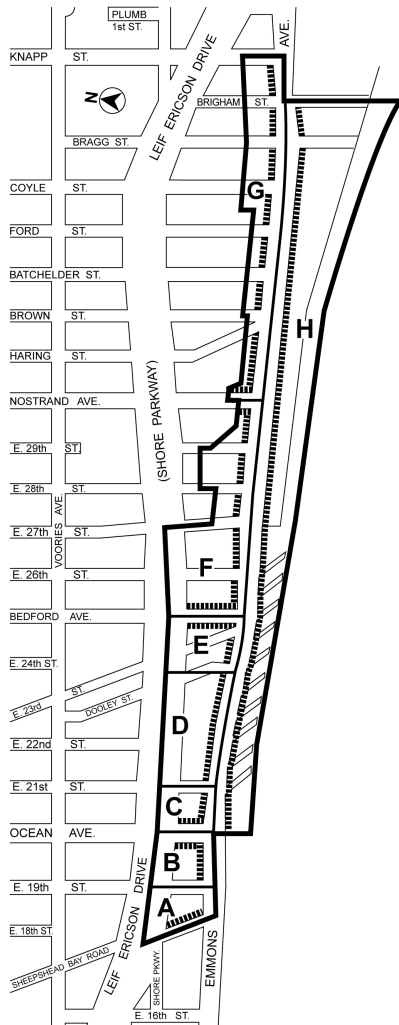 PLUMB
1st ST.
AVE.
KNAPP ST.
LEIF ERICSON DRIVE
N
BRIGHAM ST.
BRAGG ST.
COYLE ST.
G
FORD ST.
BATCHELDER ST.
BROWN ST.
H
HARING ST.
(SHORE PARKWAY)
NOSTRAND AVE.
E. 29th ST.
E. 28th ST.
VOORIES AVE.
E. 27th ST.
F
E. 26th ST.
BEDFORD AVE.
E
E. 24th ST.
E. 23rd ST.
DOOLEY ST.
D
E. 22nd ST.
E. 21st ST.
C
OCEAN AVE.
B
E. 19th ST.
LEIF ERICSON DRIVE
A
E. 18th ST.
SHEEPSHEAD BAY ROAD
SHORE PKWY.
EMMONS
E. 16th ST.